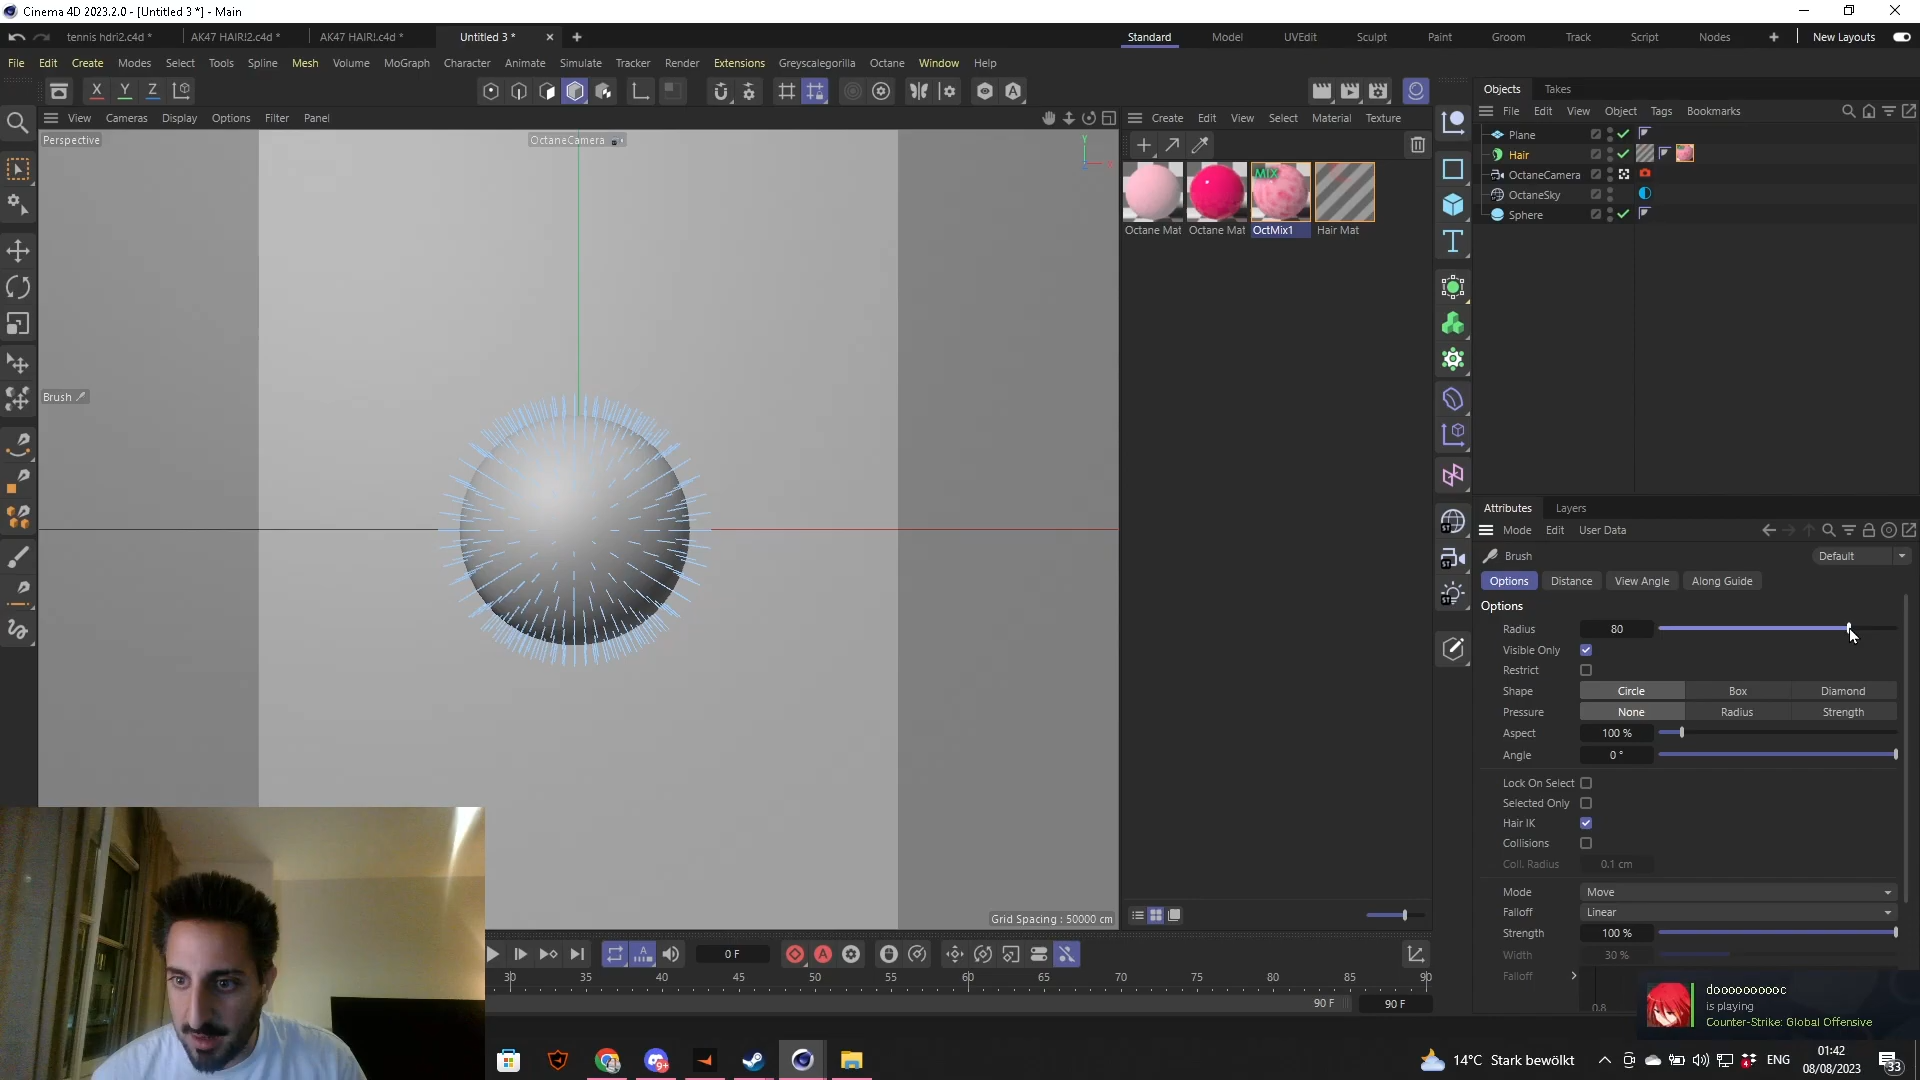 Cinema 4D 2023.2.0 - [Untitled 3 *] - Main
tennis hdri2.c4d *
AK47 HAIR!2.c4d *
AK47 HAIR!.c4d *
Untitled 3 *
Standard
Model
UVEdit
Sculpt
Paint
Groom
Track
Script
Nodes
New Layouts
File Edit Create Modes Select Tools Spline Mesh Volume MoGraph Character Animate Simulate Tracker Render Extensions Greyscalegorilla Octane Window Help
X Y Z
Objects Takes
File Edit View Object Tags Bookmarks
View Cameras Display Options Filter Panel
Create Edit View Select Material Texture
Perspective
OctaneCamera
Y
Plane
Hair
OctaneCamera
OctaneSky
Sphere
MIX
Octane Mat
Octane Mat
OctMix1
Hair Mat
Brush
Grid Spacing : 50000 cm
Attributes Layers
Mode Edit User Data
Brush
Default
Options Distance View Angle Along Guide
Options
Radius 80
Visible Only
Restrict
Shape Circle Box Diamond
Pressure None Radius Strength
Aspect 100 %
Angle 0 °
Lock On Select
Selected Only
Hair IK
Collisions
Coll. Radius 0.1 cm
Mode Move
Falloff Linear
Strength 100 %
Width 30 %
Falloff
0.8
0 F
30 35 40 45 50 55 60 65 70 75 80 85 90
90 F
90 F
doooooooooc
is playing
Counter-Strike: Global Offensive
14°C Stark bewölkt
ENG
01:42
08/08/2023
33